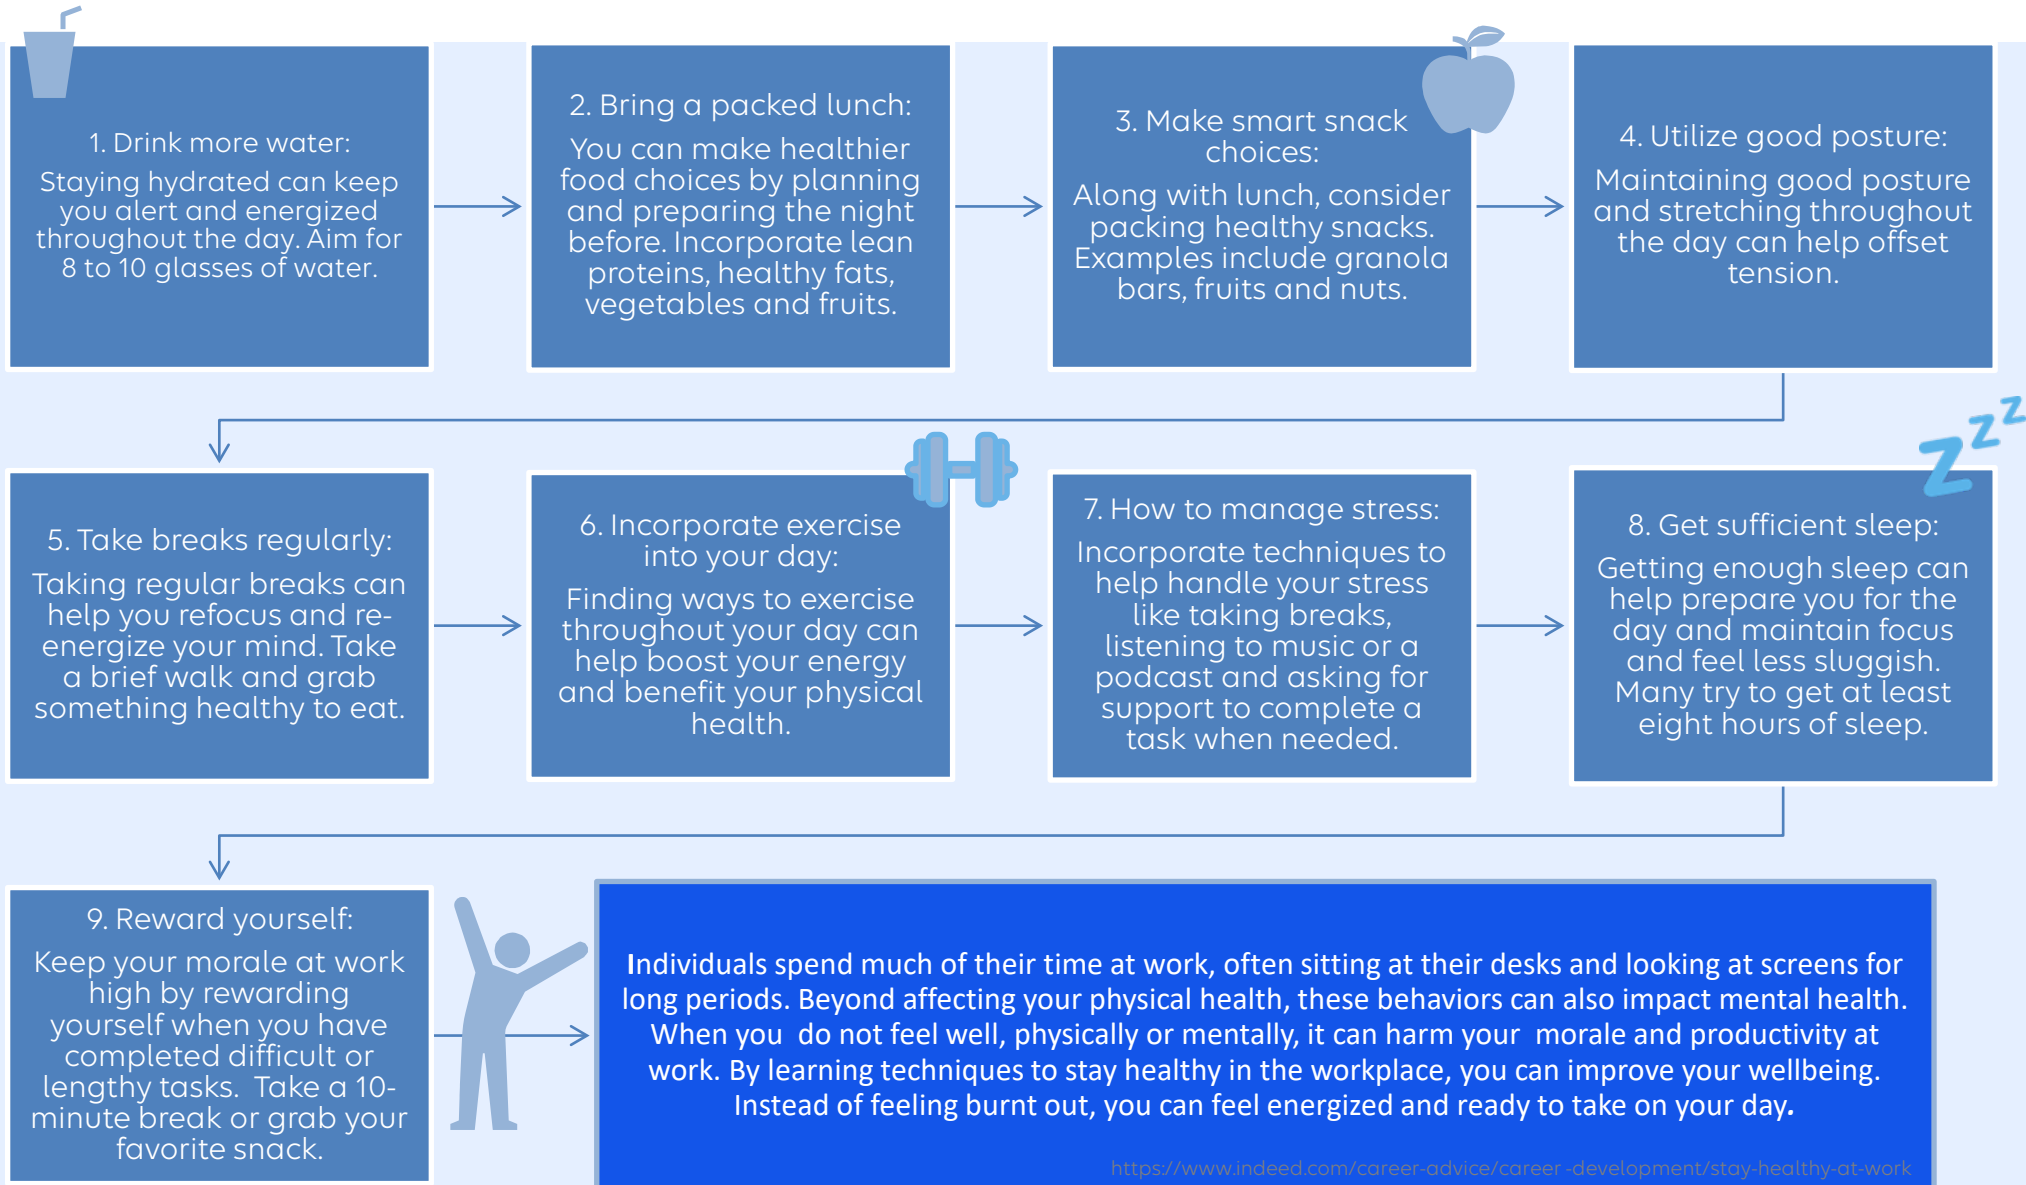 1. Drink more water:
Staying hydrated can keep
you alert and energized
throughout the day. Aim for
8 to 10 glasses of water.
2. Bring a packed lunch:
You can make healthier
food choices by planning
and preparing the night
before. Incorporate lean
proteins, healthy fats,
vegetables and fruits.
3. Make smart snack
choices:
Along with lunch, consider
packing healthy snacks.
Examples include granola
bars, fruits and nuts.
4. Utilize good posture:
Maintaining good posture
and stretching throughout
the day can help offset
tension.
zzz
5. Take breaks regularly:
Taking regular breaks can
help you refocus and re-
energize your mind. Take
a brief walk and grab
something healthy to eat.
6. Incorporate exercise
into your day:
Finding ways to exercise
throughout your day can
help boost your energy
and benefit your physical
health.
7. How to manage stress:
Incorporate techniques to
help handle your stress
like taking breaks,
listening to music or a
podcast and asking for
support to complete a
task when needed.
8. Get sufficient sleep:
Getting enough sleep can
help prepare you for the
day and maintain focus
and feel less sluggish.
Many try to get at least
eight hours of sleep.
9. Reward yourself:
Keep your morale at work
high by rewarding
yourself when you have
completed difficult or
lengthy tasks.  Take a 10-
minute break or grab your
favorite snack.
Individuals spend much of their time at work, often sitting at their desks and looking at screens for
long periods. Beyond affecting your physical health, these behaviors can also impact mental health.
When you  do not feel well, physically or mentally, it can harm your  morale and productivity at
work. By learning techniques to stay healthy in the workplace, you can improve your wellbeing.
Instead of feeling burnt out, you can feel energized and ready to take on your day.
https://www.indeed.com/career-advice/career -development/stay-healthy-at-work